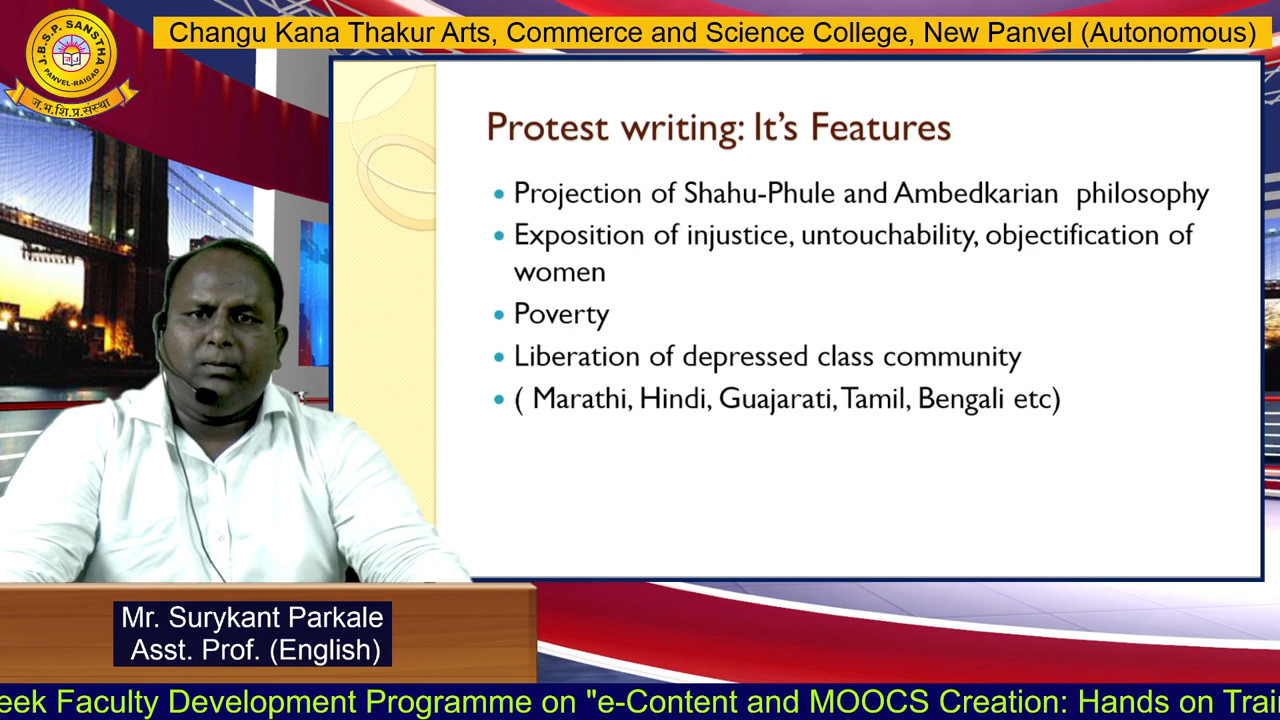 J.B.S.P. SANSTHA
PANVEL-RAIGAD
ज.भ.शि.प्र.संस्था
Changu Kana Thakur Arts, Commerce and Science College, New Panvel (Autonomous)
Protest writing: It's Features
Projection of Shahu-Phule and Ambedkarian philosophy
Exposition of injustice, untouchability, objectification of
women
Poverty
Liberation of depressed class community
( Marathi, Hindi, Guajarati, Tamil, Bengali etc)
Mr. Surykant Parkale
Asst. Prof. (English)
eek Faculty Development Programme on "e-Content and MOOCS Creation: Hands on Trai